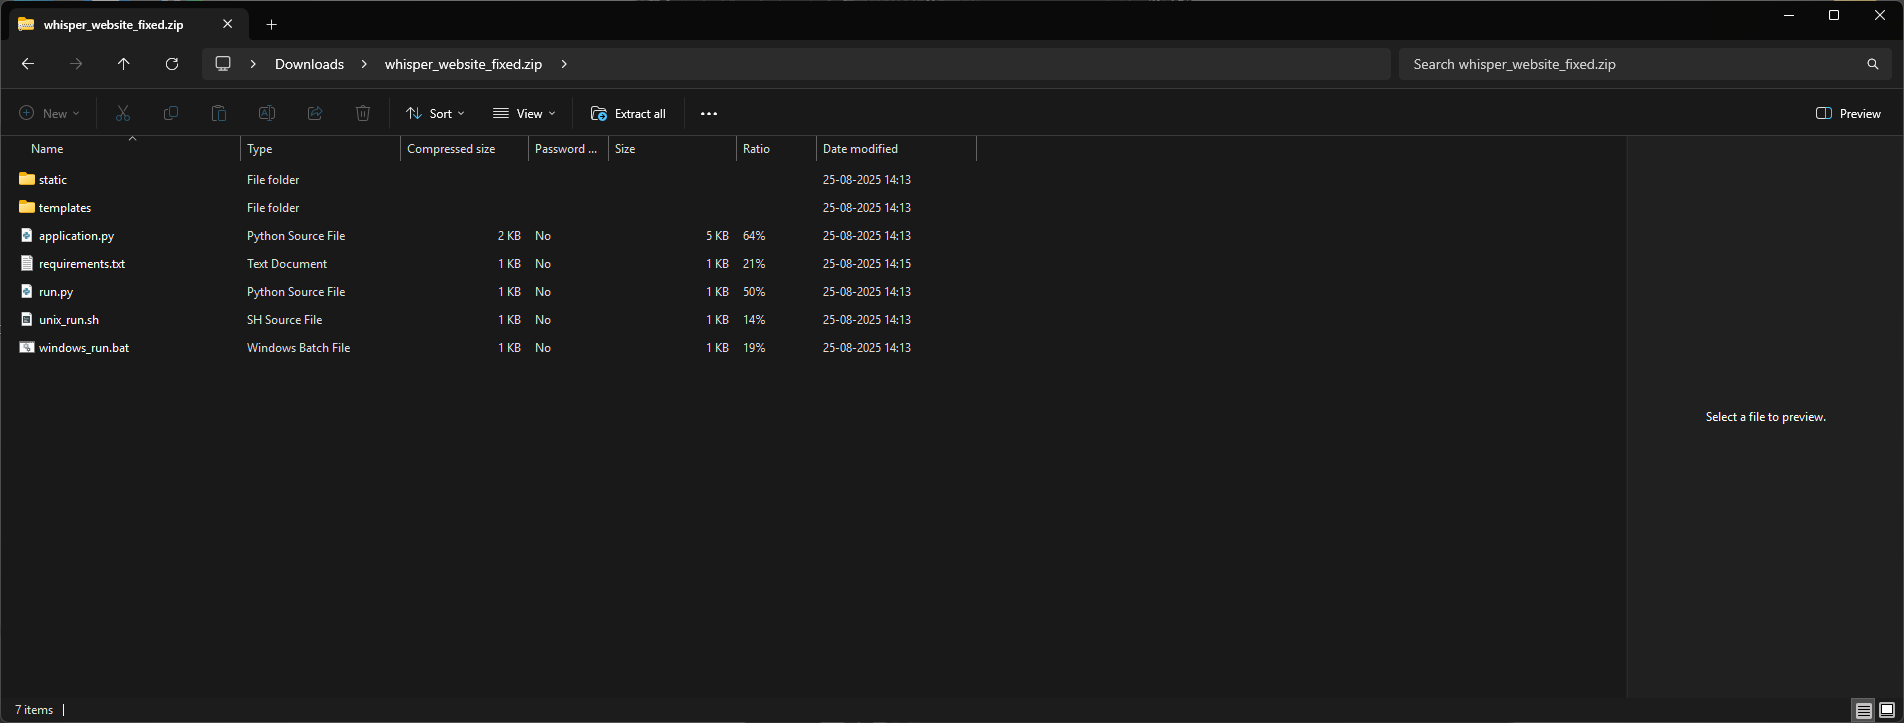 whisper_website_fixed.zip
Downloads whisper_website_fixed.zip Search whisper_website_fixed.zip
New Sort View Extract all Preview
Name Type Compressed size Password ... Size Ratio Date modified
static File folder 25-08-2025 14:13
templates File folder 25-08-2025 14:13
application.py Python Source File 2 KB No 5 KB 64% 25-08-2025 14:13
requirements.txt Text Document 1 KB No 1 KB 21% 25-08-2025 14:15
run.py Python Source File 1 KB No 1 KB 50% 25-08-2025 14:13
unix_run.sh SH Source File 1 KB No 1 KB 14% 25-08-2025 14:13
windows_run.bat Windows Batch File 1 KB No 1 KB 19% 25-08-2025 14:13
Select a file to preview.
7 items